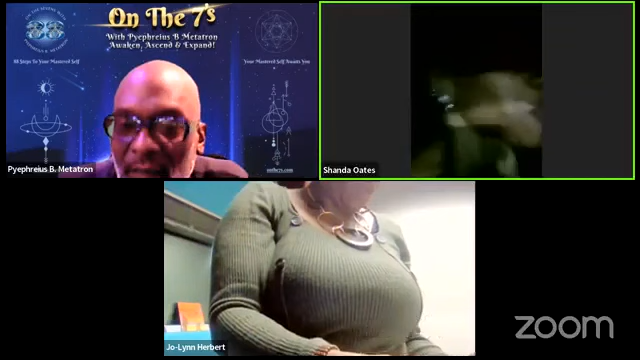 On The 7's
With Pyephreius B Metatron
Awaken, Ascend & Expand!
Your Mastered Self Awaits You
Pyephreius B. Metatron
Shanda Oates
Jo-Lynn Herbert
zoom